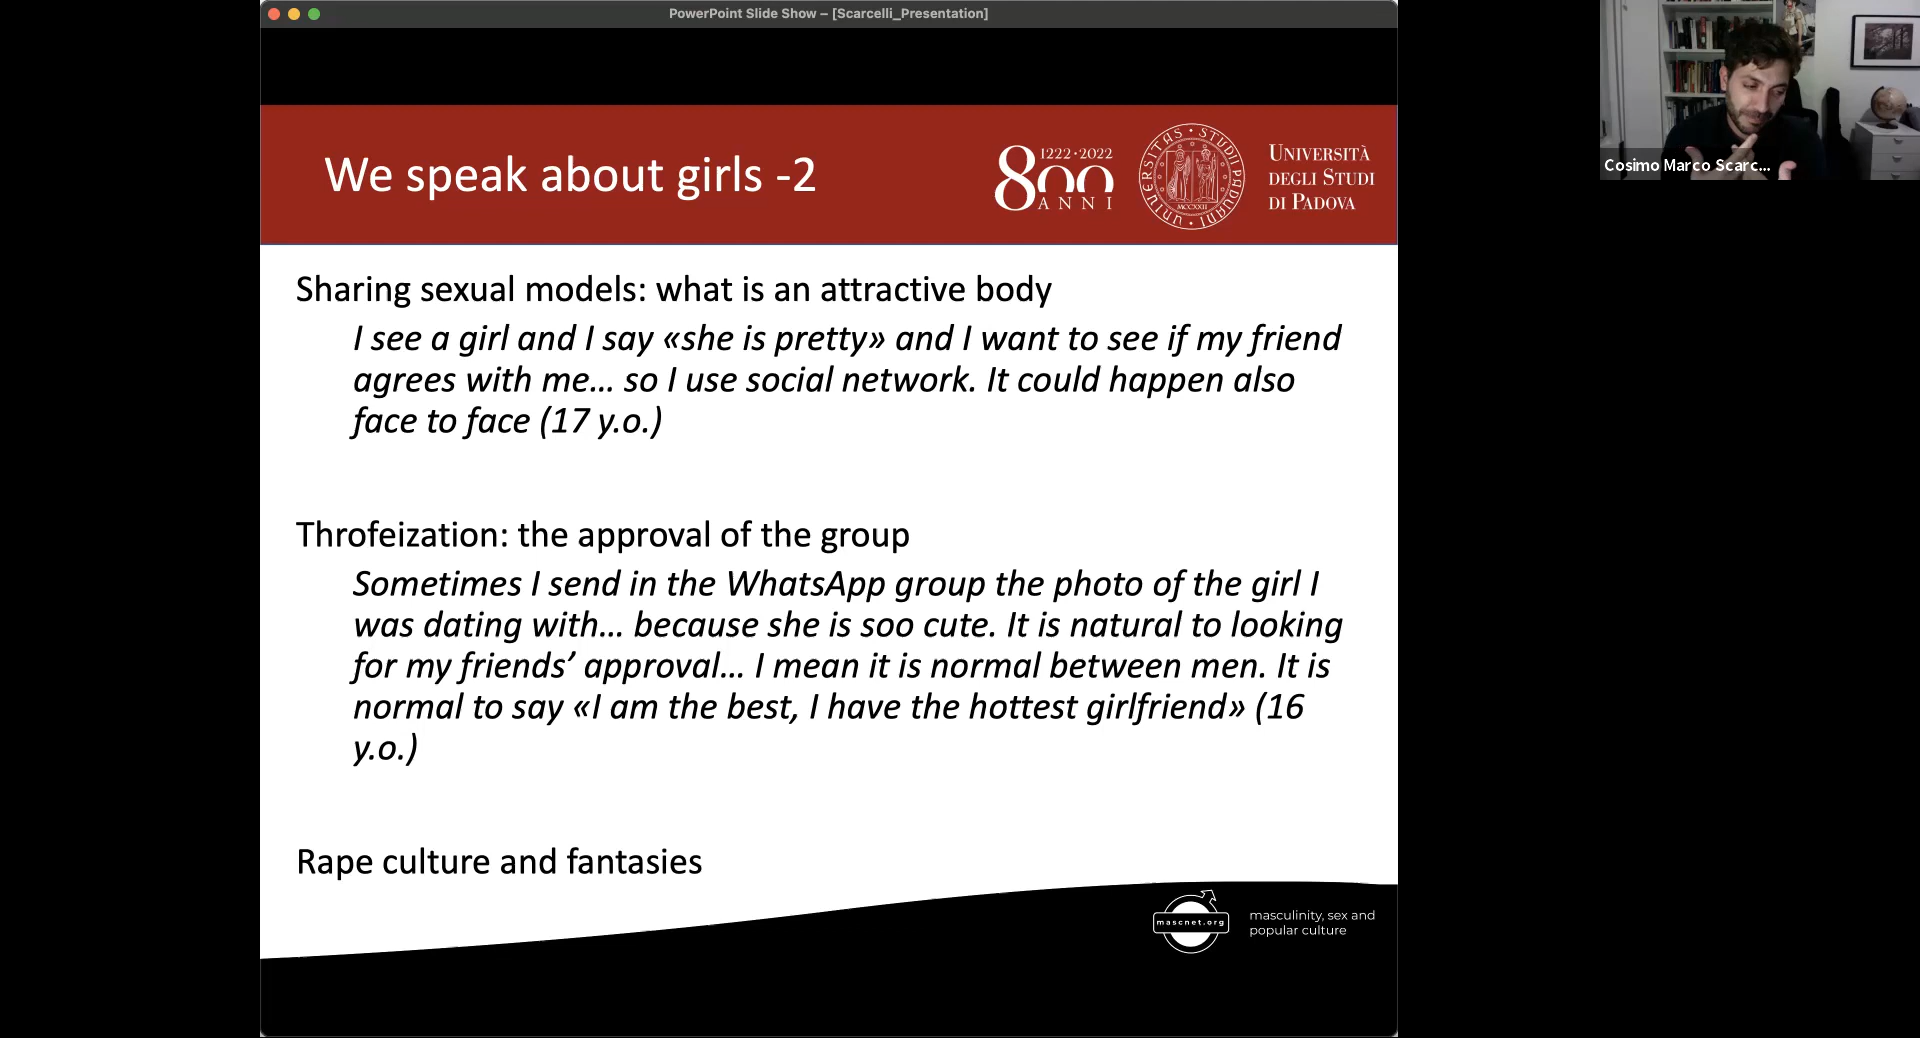 PowerPoint Slide Show – [Scarcelli_Presentation]
We speak about girls -2
1222·2022
800
ANNI
UNIVERSITAS STUDII PADUANI
MCCXXII
UNIVERSITÀ
DEGLI STUDI
DI PADOVA
Cosimo Marco Scarc...
Sharing sexual models: what is an attractive body
I see a girl and I say «she is pretty» and I want to see if my friend
agrees with me... so I use social network. It could happen also
face to face (17 y.o.)
Throfeization: the approval of the group
Sometimes I send in the WhatsApp group the photo of the girl I
was dating with... because she is soo cute. It is natural to looking
for my friends’ approval... I mean it is normal between men. It is
normal to say «I am the best, I have the hottest girlfriend» (16
y.o.)
Rape culture and fantasies
mascnet.org
masculinity, sex and
popular culture